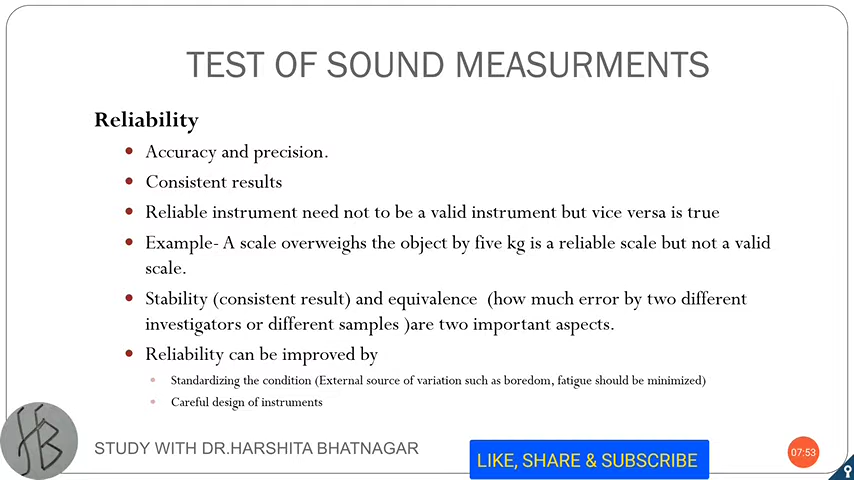 TEST OF SOUND MEASURMENTS
Reliability
Accuracy and precision.
Consistent results
Reliable instrument need not to be a valid instrument but vice versa is true
Example- A scale overweighs the object by five kg is a reliable scale but not a valid
scale.
Stability (consistent result) and equivalence (how much error by two different
investigators or different samples )are two important aspects.
Reliability can be improved by
Standardizing the condition (External source of variation such as boredom, fatigue should be minimized)
Careful design of instruments
HB
STUDY WITH DR.HARSHITA BHATNAGAR
LIKE, SHARE & SUBSCRIBE
07:53